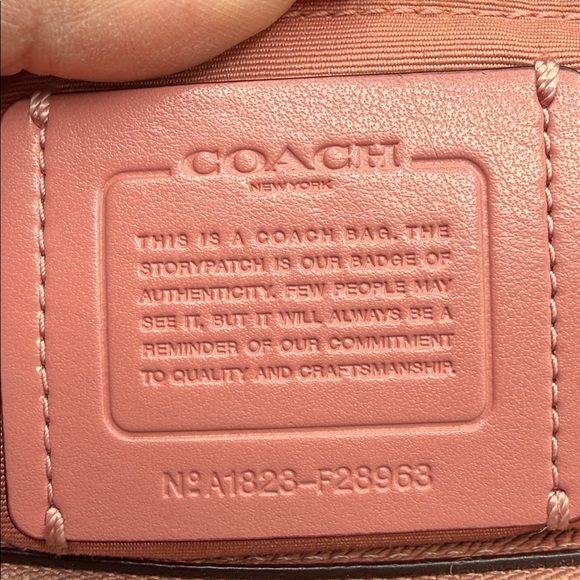 COACH
NEW YORK
THIS IS A COACH BAG. THE
STORYPATCH IS OUR BADGE OF
AUTHENTICITY. FEW PEOPLE MAY
SEE IT, BUT IT WILL ALWAYS BE A
REMINDER OF OUR COMMITMENT
TO QUALITY AND CRAFTSMANSHIP.
Nº A1823-F28963